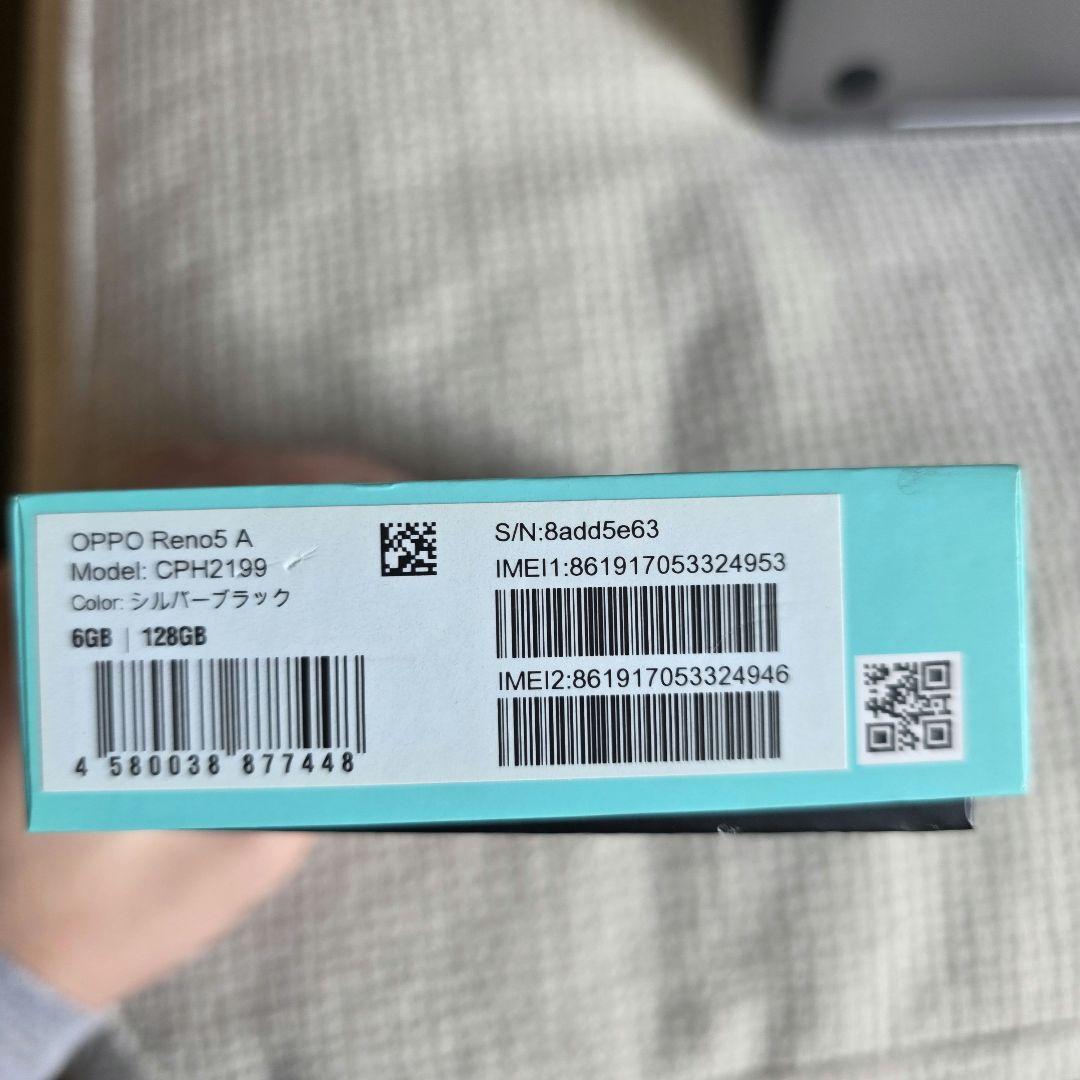 OPPO Reno5 A
Model: CPH2199
Color: シルバーブラック
6GB | 128GB
4 580038 877448
S/N:8add5e63
IMEI1:861917053324953
IMEI2:861917053324946